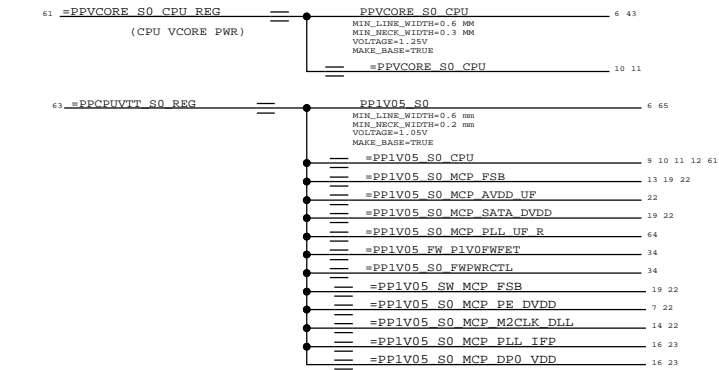 61 =PPVCORE_S0_CPU_REG PPVCORE_S0_CPU 6 43
(CPU VCORE PWR)
MIN_LINE_WIDTH=0.6 MM
MIN_NECK_WIDTH=0.3 MM
VOLTAGE=1.25V
MAKE_BASE=TRUE
=PPVCORE_S0_CPU 10 11
63 =PPCPUVTT_S0_REG PP1V05_S0 6 65
MIN_LINE_WIDTH=0.6 mm
MIN_NECK_WIDTH=0.2 mm
VOLTAGE=1.05V
MAKE_BASE=TRUE
=PP1V05_S0_CPU 9 10 11 12 61
=PP1V05_S0_MCP_FSB 13 19 22
=PP1V05_S0_MCP_AVDD_UF 22
=PP1V05_S0_MCP_SATA_DVDD 19 22
=PP1V05_S0_MCP_PLL_UF_R 64
=PP1V05_FW_P1V0FWFET 34
=PP1V05_S0_FWPWRCTL 34
=PP1V05_SW_MCP_FSB 19 22
=PP1V05_S0_MCP_PE_DVDD 7 22
=PP1V05_S0_MCP_M2CLK_DLL 14 22
=PP1V05_S0_MCP_PLL_IFP 16 23
=PP1V05_S0_MCP_DP0_VDD 16 23